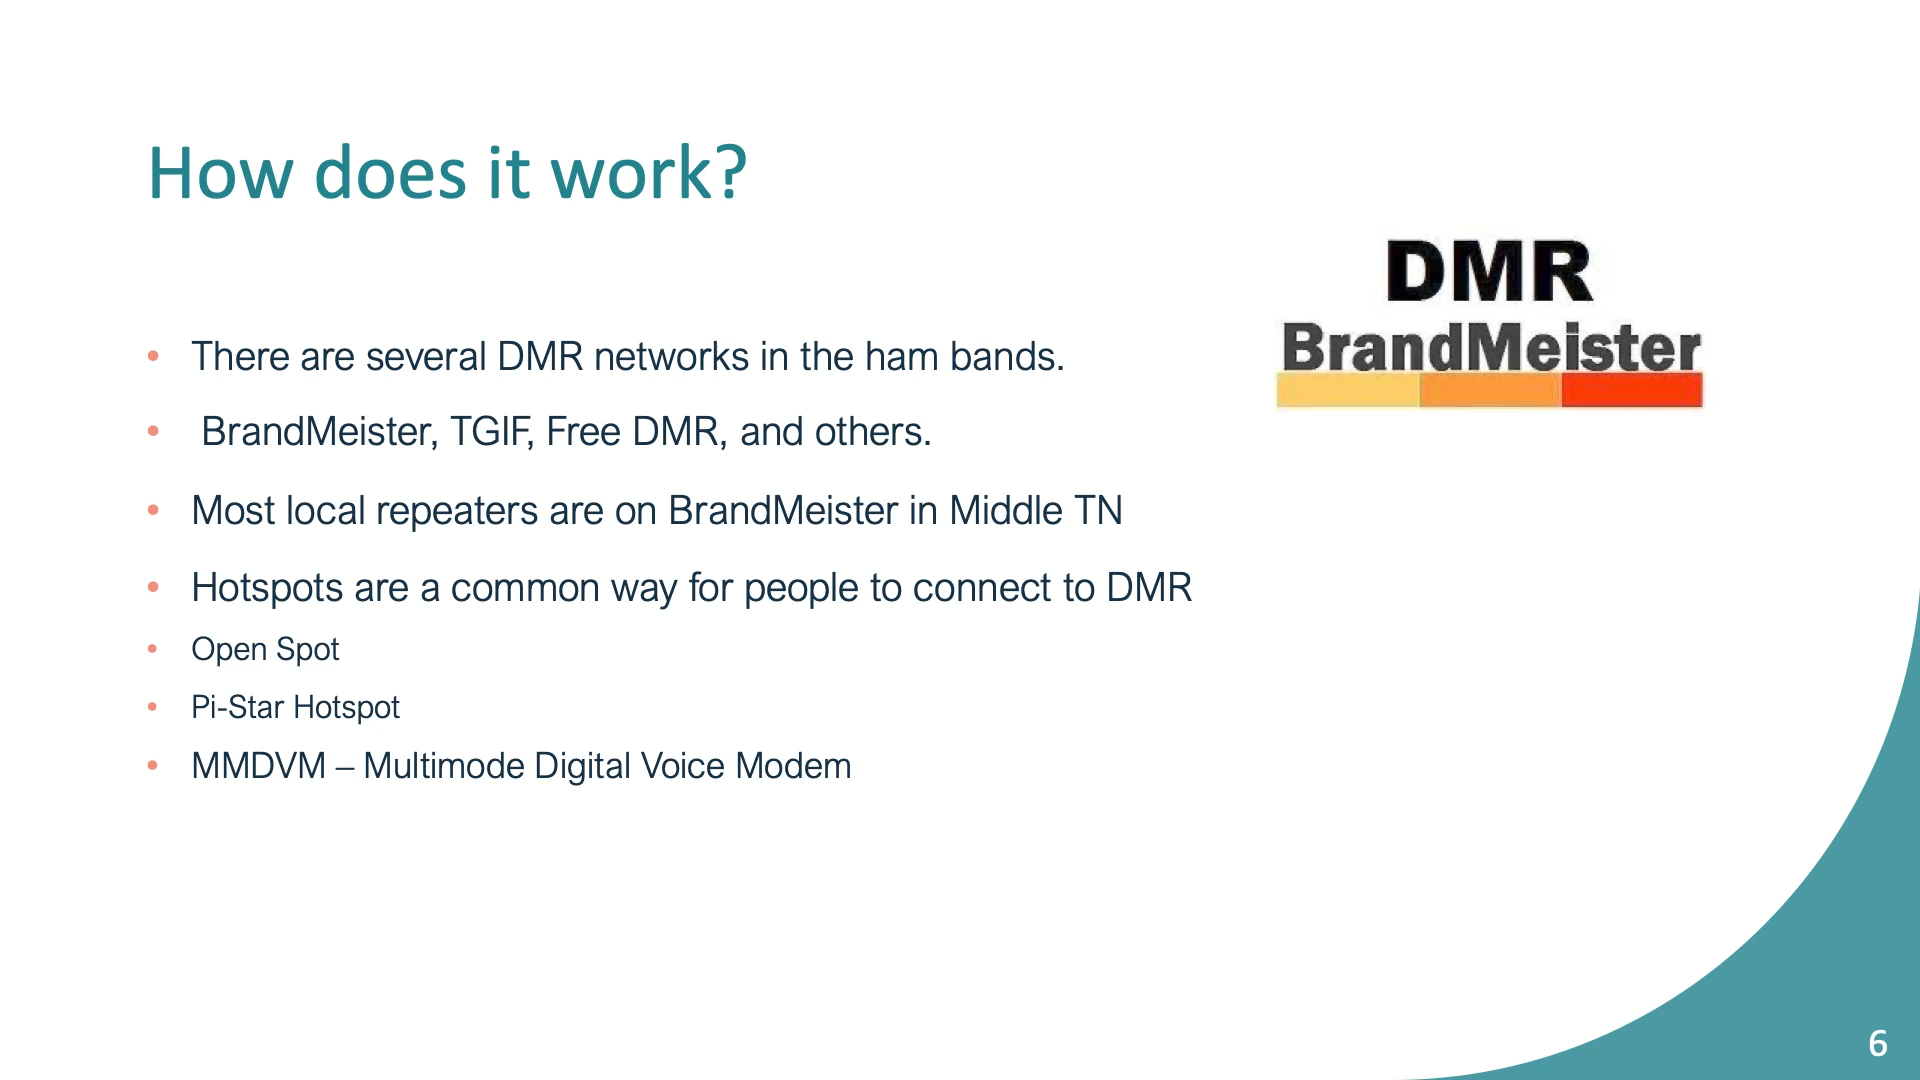 How does it work?
DMR
BrandMeister
• There are several DMR networks in the ham bands.
• BrandMeister, TGIF, Free DMR, and others.
• Most local repeaters are on BrandMeister in Middle TN
• Hotspots are a common way for people to connect to DMR
• Open Spot
• Pi-Star Hotspot
• MMDVM – Multimode Digital Voice Modem
6